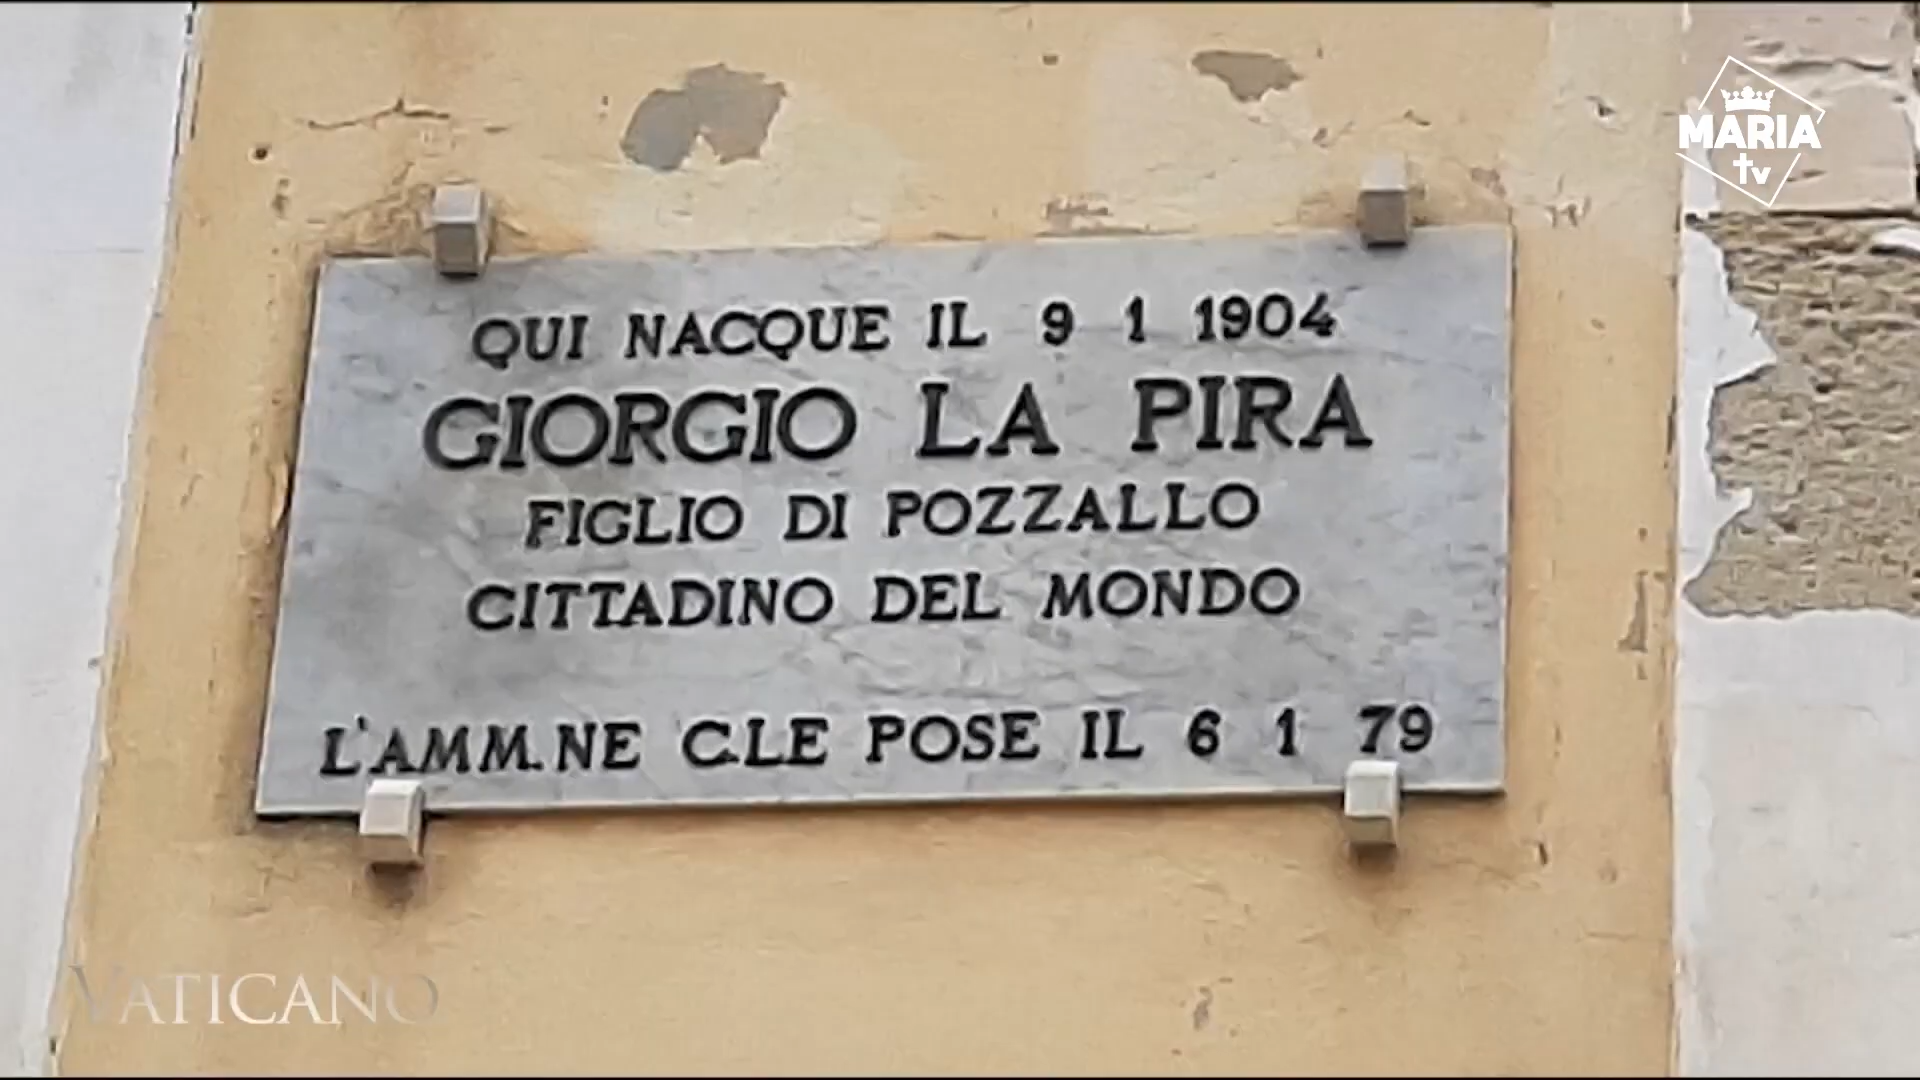 MARIA
tv
QUI NACQUE IL 9 1 1904
GIORGIO LA PIRA
FIGLIO DI POZZALLO
CITTADINO DEL MONDO
L'AMM.NE C.LE POSE IL 6 1 79
VATICANO